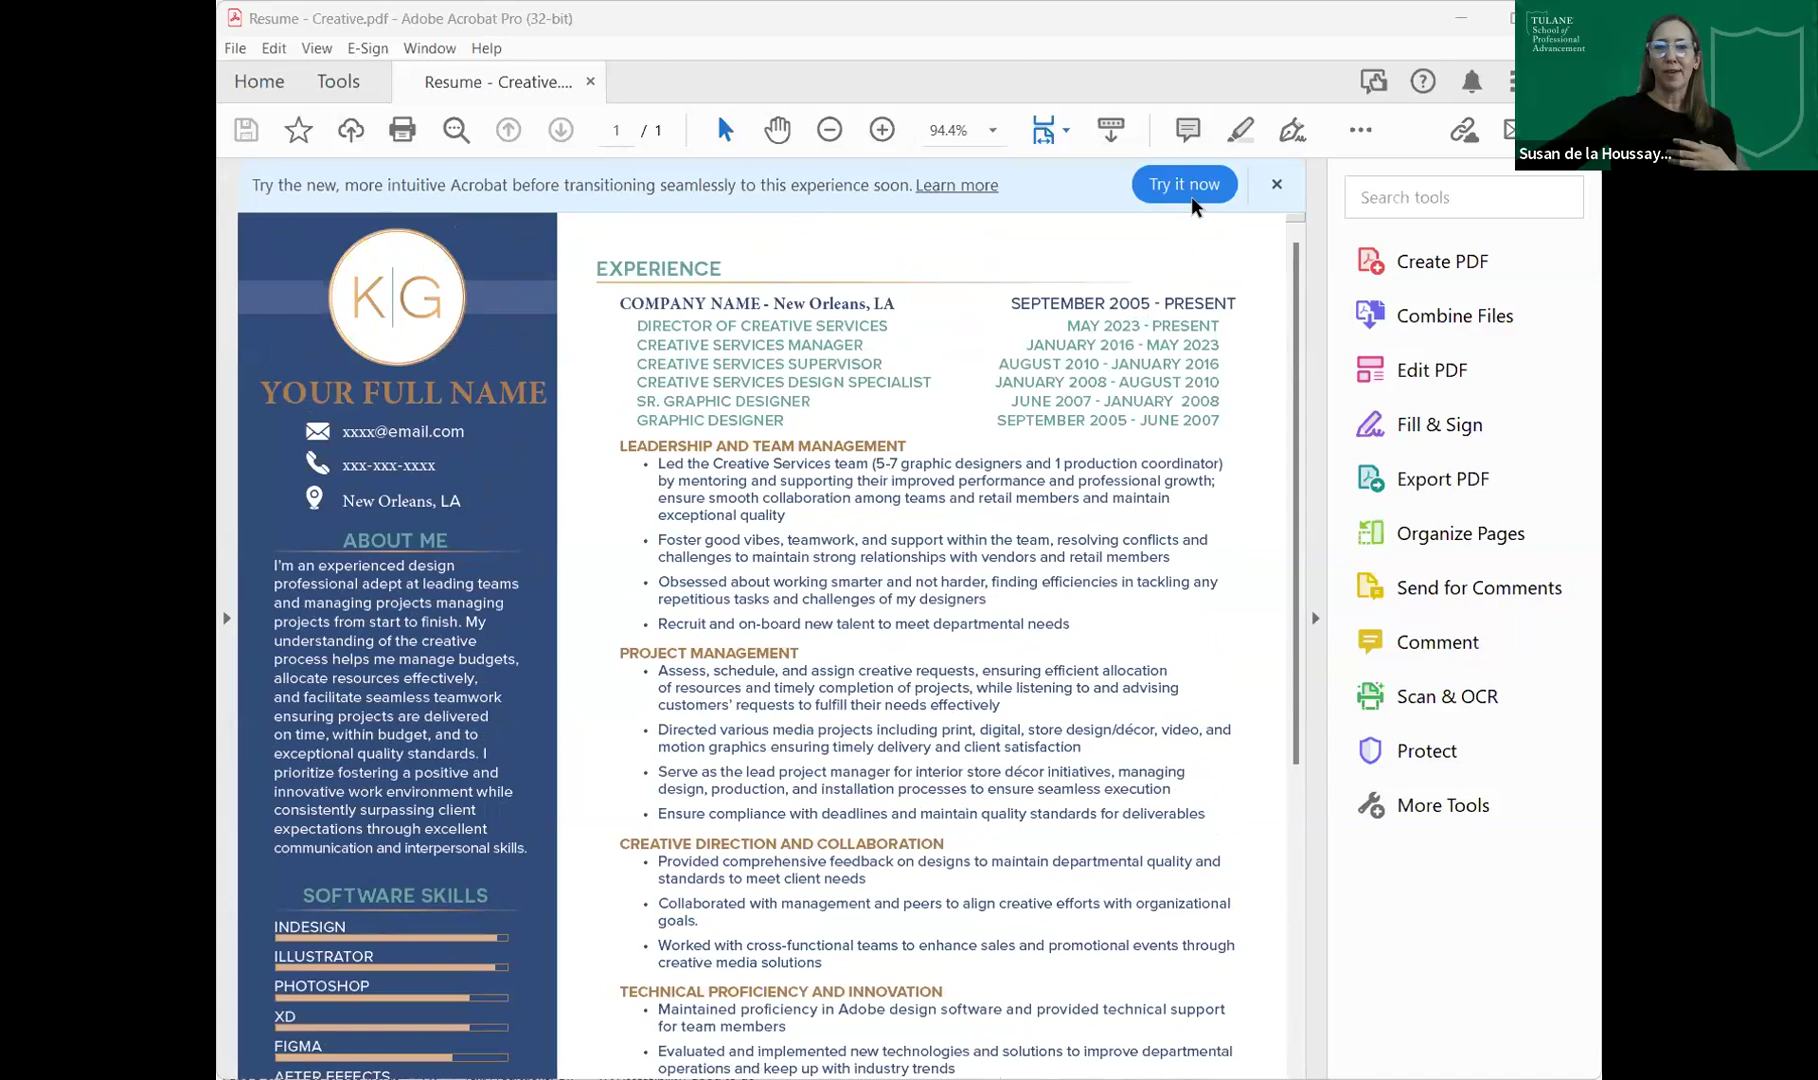 Resume - Creative.pdf - Adobe Acrobat Pro (32-bit)
File Edit View E-Sign Window Help
Home Tools Resume - Creative....
1 / 1 94.4%
TULANE
School of
Professional
Advancement
Susan de la Houssay...
Try the new, more intuitive Acrobat before transitioning seamlessly to this experience soon. Learn more
Try it now
K|G
YOUR FULL NAME
xxxx@email.com
xxx-xxx-xxxx
New Orleans, LA
ABOUT ME
I'm an experienced design
professional adept at leading teams
and managing projects managing
projects from start to finish. My
understanding of the creative
process helps me manage budgets,
allocate resources effectively,
and facilitate seamless teamwork
ensuring projects are delivered
on time, within budget, and to
exceptional quality standards. I
prioritize fostering a positive and
innovative work environment while
consistently surpassing client
expectations through excellent
communication and interpersonal skills.
SOFTWARE SKILLS
INDESIGN
ILLUSTRATOR
PHOTOSHOP
XD
FIGMA
AFTER EFFECTS
EXPERIENCE
COMPANY NAME - New Orleans, LA SEPTEMBER 2005 - PRESENT
DIRECTOR OF CREATIVE SERVICES MAY 2023 - PRESENT
CREATIVE SERVICES MANAGER JANUARY 2016 - MAY 2023
CREATIVE SERVICES SUPERVISOR AUGUST 2010 - JANUARY 2016
CREATIVE SERVICES DESIGN SPECIALIST JANUARY 2008 - AUGUST 2010
SR. GRAPHIC DESIGNER JUNE 2007 - JANUARY 2008
GRAPHIC DESIGNER SEPTEMBER 2005 - JUNE 2007
LEADERSHIP AND TEAM MANAGEMENT
• Led the Creative Services team (5-7 graphic designers and 1 production coordinator)
by mentoring and supporting their improved performance and professional growth;
ensure smooth collaboration among teams and retail members and maintain
exceptional quality
• Foster good vibes, teamwork, and support within the team, resolving conflicts and
challenges to maintain strong relationships with vendors and retail members
• Obsessed about working smarter and not harder, finding efficiencies in tackling any
repetitious tasks and challenges of my designers
• Recruit and on-board new talent to meet departmental needs
PROJECT MANAGEMENT
• Assess, schedule, and assign creative requests, ensuring efficient allocation
of resources and timely completion of projects, while listening to and advising
customers' requests to fulfill their needs effectively
• Directed various media projects including print, digital, store design/décor, video, and
motion graphics ensuring timely delivery and client satisfaction
• Serve as the lead project manager for interior store décor initiatives, managing
design, production, and installation processes to ensure seamless execution
• Ensure compliance with deadlines and maintain quality standards for deliverables
CREATIVE DIRECTION AND COLLABORATION
• Provided comprehensive feedback on designs to maintain departmental quality and
standards to meet client needs
• Collaborated with management and peers to align creative efforts with organizational
goals.
• Worked with cross-functional teams to enhance sales and promotional events through
creative media solutions
TECHNICAL PROFICIENCY AND INNOVATION
• Maintained proficiency in Adobe design software and provided technical support
for team members
• Evaluated and implemented new technologies and solutions to improve departmental
operations and keep up with industry trends
Search tools
Create PDF
Combine Files
Edit PDF
Fill & Sign
Export PDF
Organize Pages
Send for Comments
Comment
Scan & OCR
Protect
More Tools